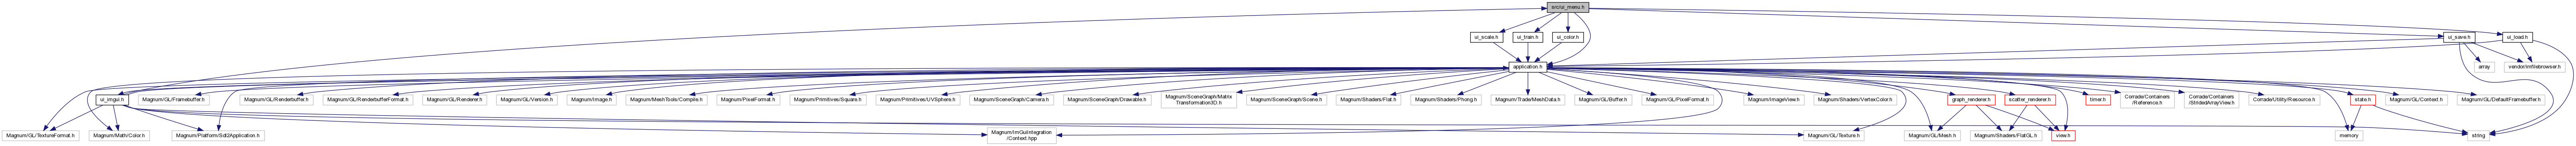 src/ui_menu.h
ui_scale.h
ui_train.h
ui_color.h
ui_save.h
ui_load.h
application.h
array
vendor/imfilebrowser.h
ui_imgui.h
Magnum/GL/Framebuffer.h
Magnum/GL/Renderbuffer.h
Magnum/GL/RenderbufferFormat.h
Magnum/GL/Renderer.h
Magnum/GL/Version.h
Magnum/Image.h
Magnum/MeshTools/Compile.h
Magnum/PixelFormat.h
Magnum/Primitives/Square.h
Magnum/Primitives/UVSphere.h
Magnum/SceneGraph/Camera.h
Magnum/SceneGraph/Drawable.h
Magnum/SceneGraph/Matrix
Transformation3D.h
Magnum/SceneGraph/Scene.h
Magnum/Shaders/Flat.h
Magnum/Shaders/Phong.h
Magnum/Trade/MeshData.h
Magnum/GL/Buffer.h
Magnum/GL/PixelFormat.h
Magnum/ImageView.h
Magnum/Shaders/VertexColor.h
graph_renderer.h
scatter_renderer.h
timer.h
Corrade/Containers
/Reference.h
Corrade/Containers
/StridedArrayView.h
Corrade/Utility/Resource.h
state.h
Magnum/GL/Context.h
Magnum/GL/DefaultFramebuffer.h
Magnum/GL/TextureFormat.h
Magnum/Math/Color.h
Magnum/Platform/Sdl2Application.h
Magnum/ImGuiIntegration
/Context.hpp
Magnum/GL/Texture.h
Magnum/GL/Mesh.h
Magnum/Shaders/FlatGL.h
view.h
memory
string